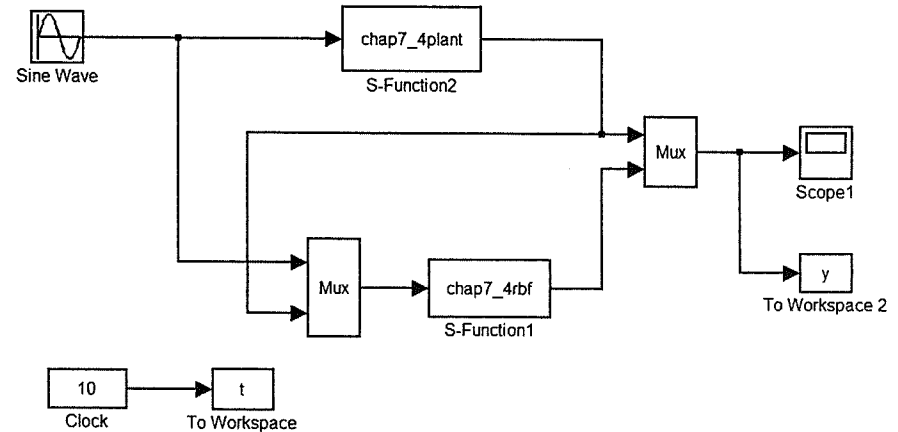 chap7_4plant
Sine Wave
S-Function2
Mux
Scope1
Mux
chap7_4rbf
y
S-Function1
To Workspace 2
10
t
Clock
To Workspace